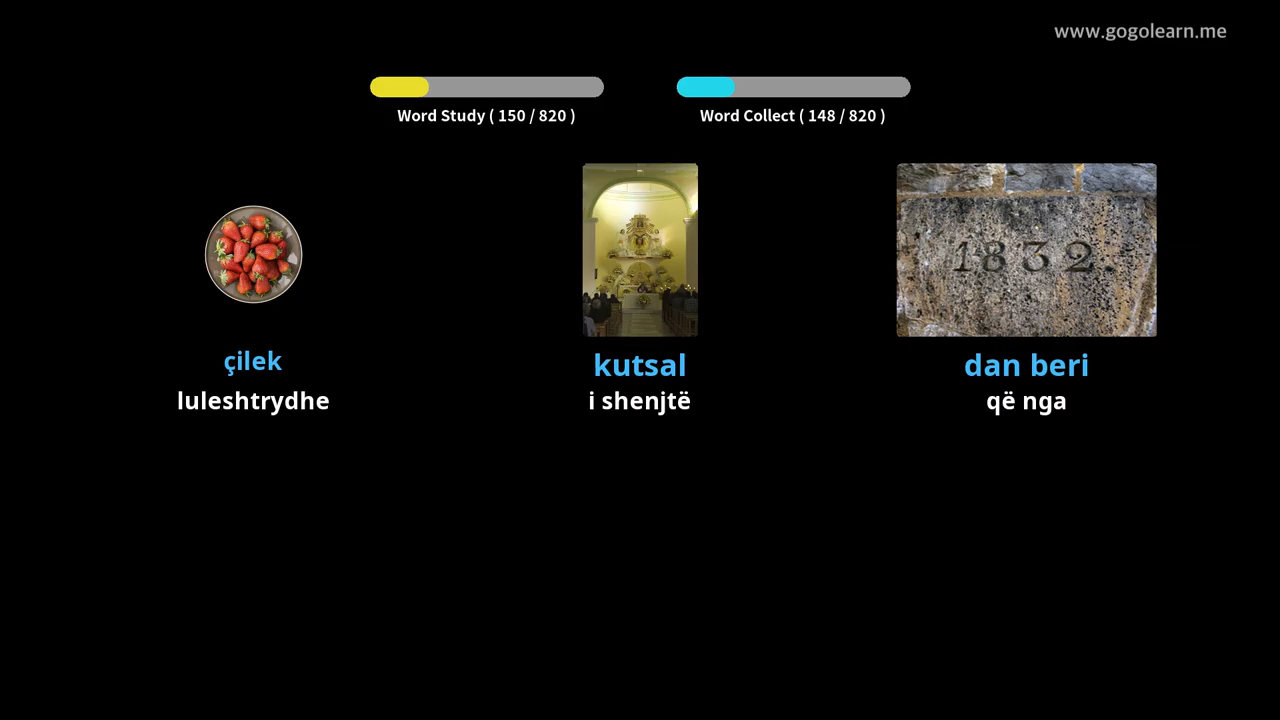 www.gogolearn.me
Word Study ( 150 / 820 )
Word Collect ( 148 / 820 )
1832.
çilek
kutsal
dan beri
luleshtrydhe
i shenjtë
që nga